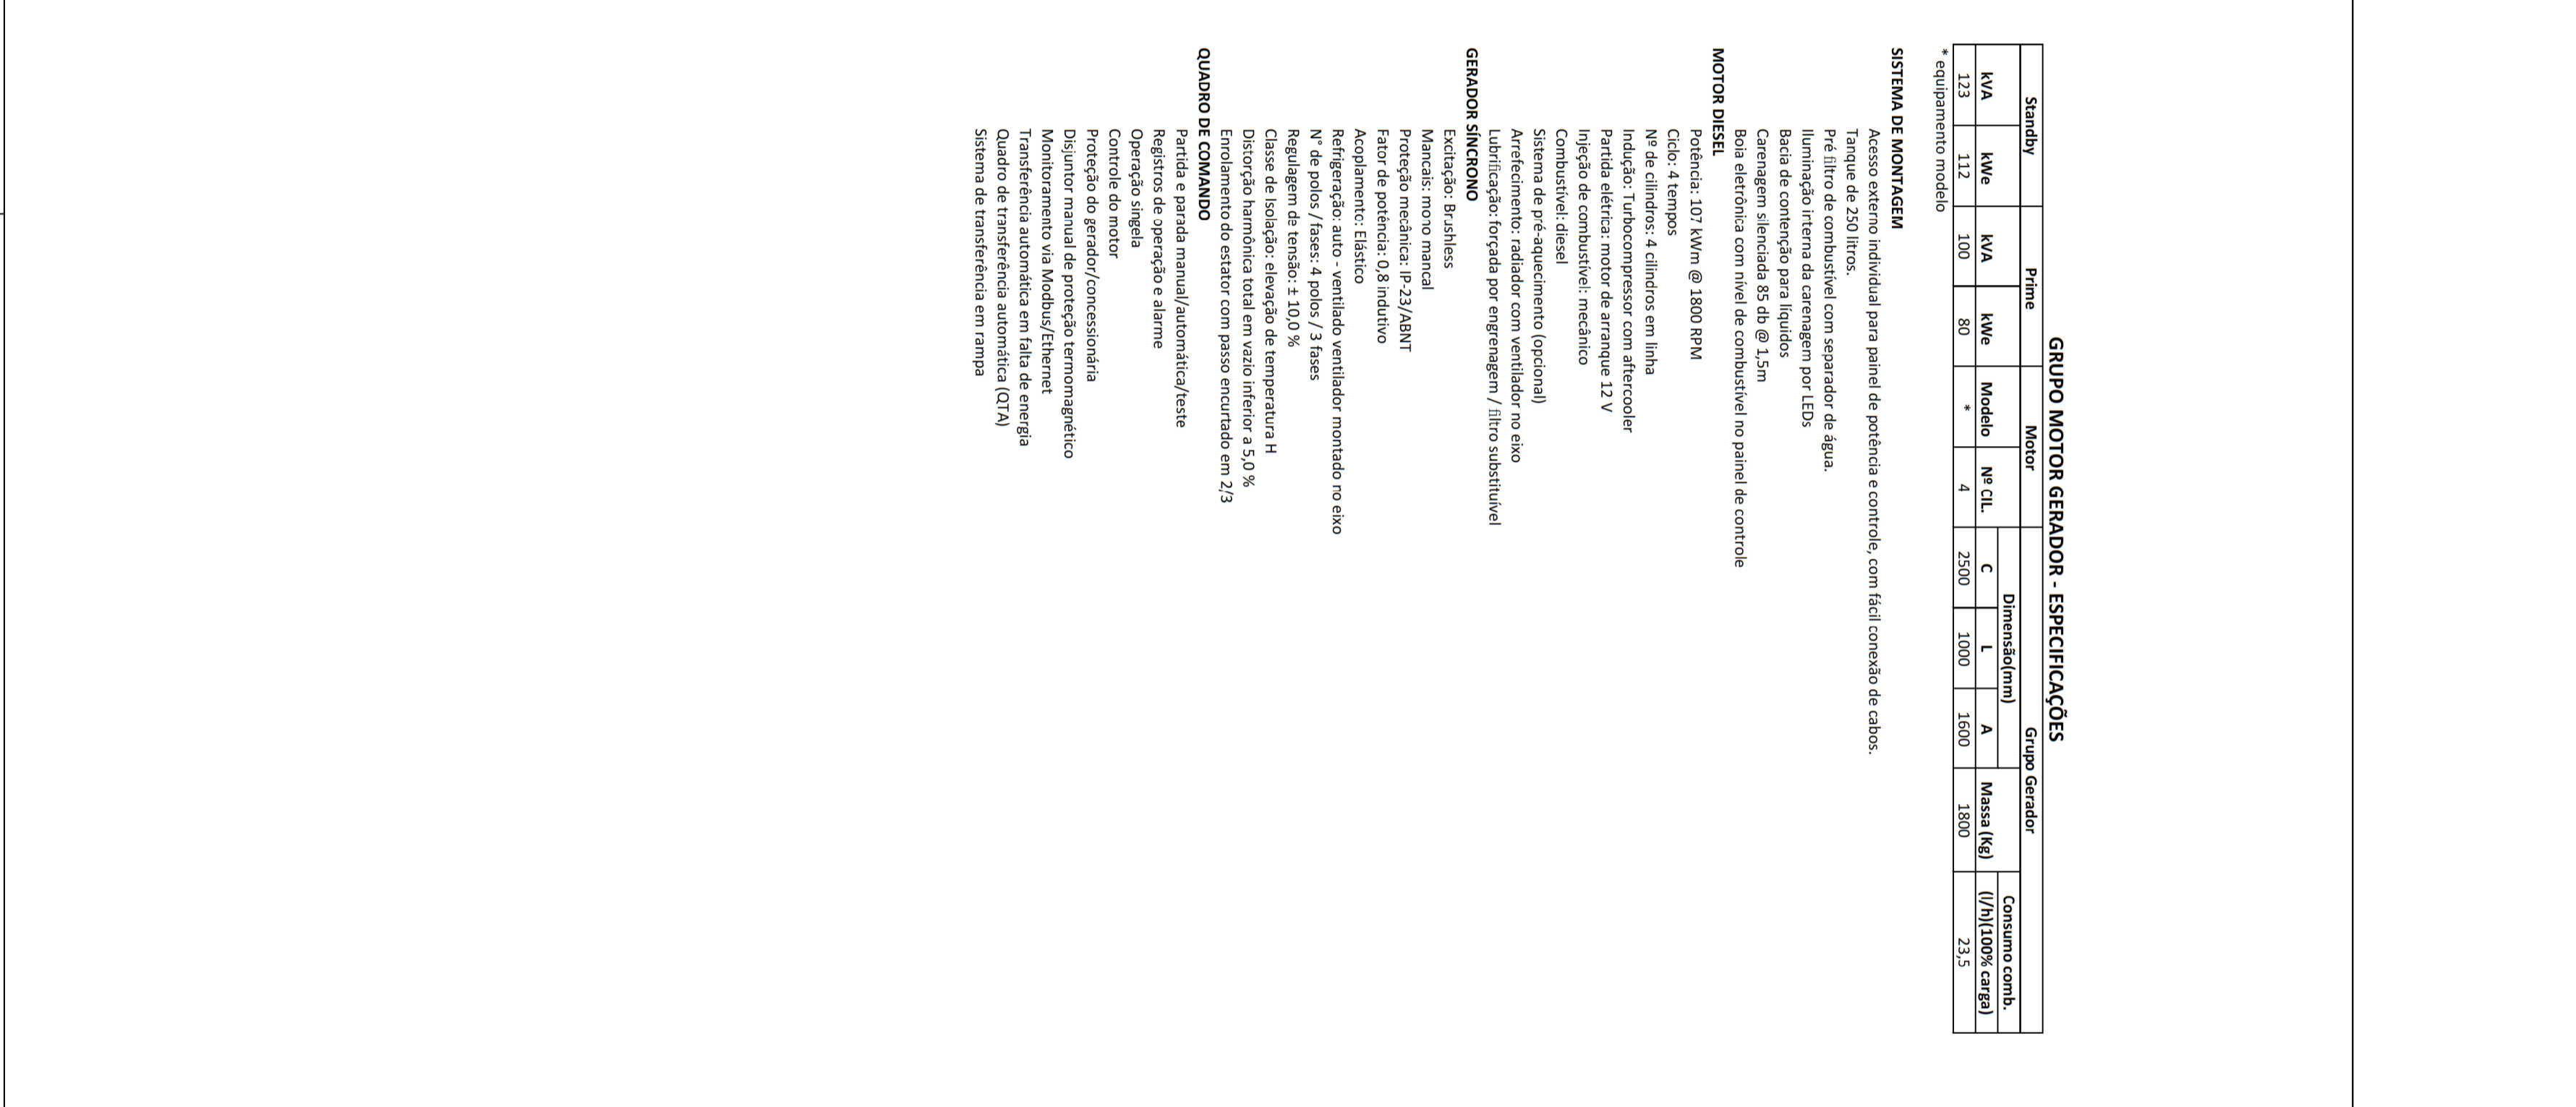 GRUPO MOTOR GERADOR - ESPECIFICAÇÕES
Standby Prime Motor Grupo Gerador
Dimensão(mm) Consumo comb.
kVA kWe kVA kWe Modelo Nº CIL. C L A Massa (Kg) (l/h)(100% carga)
123 112 100 80 * 4 2500 1000 1600 1800 23,5
* equipamento modelo
SISTEMA DE MONTAGEM
Acesso externo individual para painel de potência e controle, com fácil conexão de cabos.
Tanque de 250 litros.
Pré filtro de combustível com separador de água.
Iluminação interna da carenagem por LEDs
Bacia de contenção para líquidos
Carenagem silenciada 85 db @ 1,5m
Boia eletrônica com nível de combustível no painel de controle
MOTOR DIESEL
Potência: 107 kWm @ 1800 RPM
Ciclo: 4 tempos
Nº de cilindros: 4 cilindros em linha
Indução: Turbocompressor com aftercooler
Partida elétrica: motor de arranque 12 V
Injeção de combustível: mecânico
Combustível: diesel
Sistema de pré-aquecimento (opcional)
Arrefecimento: radiador com ventilador no eixo
Lubrificação: forçada por engrenagem / filtro substituível
GERADOR SÍNCRONO
Excitação: Brushless
Mancais: mono mancal
Proteção mecânica: IP-23/ABNT
Fator de potência: 0,8 indutivo
Acoplamento: Elástico
Refrigeração: auto - ventilado ventilador montado no eixo
N° de polos / fases: 4 polos / 3 fases
Regulagem de tensão: ± 10,0 %
Classe de Isolação: elevação de temperatura H
Distorção harmônica total em vazio inferior a 5,0 %
Enrolamento do estator com passo encurtado em 2/3
QUADRO DE COMANDO
Partida e parada manual/automática/teste
Registros de operação e alarme
Operação singela
Controle do motor
Proteção do gerador/concessionária
Disjuntor manual de proteção termomagnético
Monitoramento via Modbus/Ethernet
Transferência automática em falta de energia
Quadro de transferência automática (QTA)
Sistema de transferência em rampa